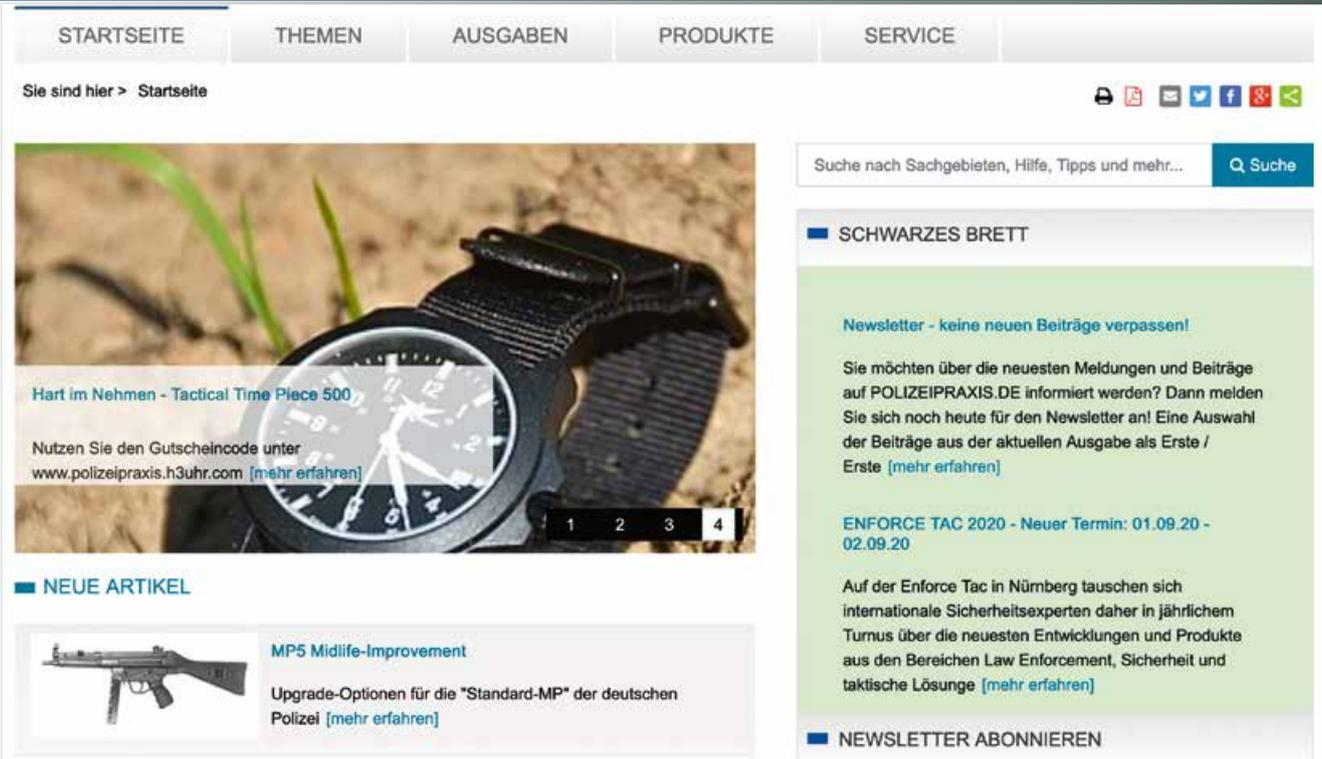 STARTSEITE THEMEN AUSGABEN PRODUKTE SERVICE
Sie sind hier > Startseite
Suche nach Sachgebieten, Hilfe, Tipps und mehr... Suche
Hart im Nehmen - Tactical Time Piece 500
Nutzen Sie den Gutscheincode unter
www.polizeipraxis.h3uhr.com [mehr erfahren]
1 2 3 4
NEUE ARTIKEL
MP5 Midlife-Improvement
Upgrade-Optionen für die "Standard-MP" der deutschen
Polizei [mehr erfahren]
SCHWARZES BRETT
Newsletter - keine neuen Beiträge verpassen!
Sie möchten über die neuesten Meldungen und Beiträge
auf POLIZEIPRAXIS.DE informiert werden? Dann melden
Sie sich noch heute für den Newsletter an! Eine Auswahl
der Beiträge aus der aktuellen Ausgabe als Erste /
Erste [mehr erfahren]
ENFORCE TAC 2020 - Neuer Termin: 01.09.20 -
02.09.20
Auf der Enforce Tac in Nürnberg tauschen sich
internationale Sicherheitsexperten daher in jährlichem
Turnus über die neuesten Entwicklungen und Produkte
aus den Bereichen Law Enforcement, Sicherheit und
taktische Lösunge [mehr erfahren]
NEWSLETTER ABONNIEREN